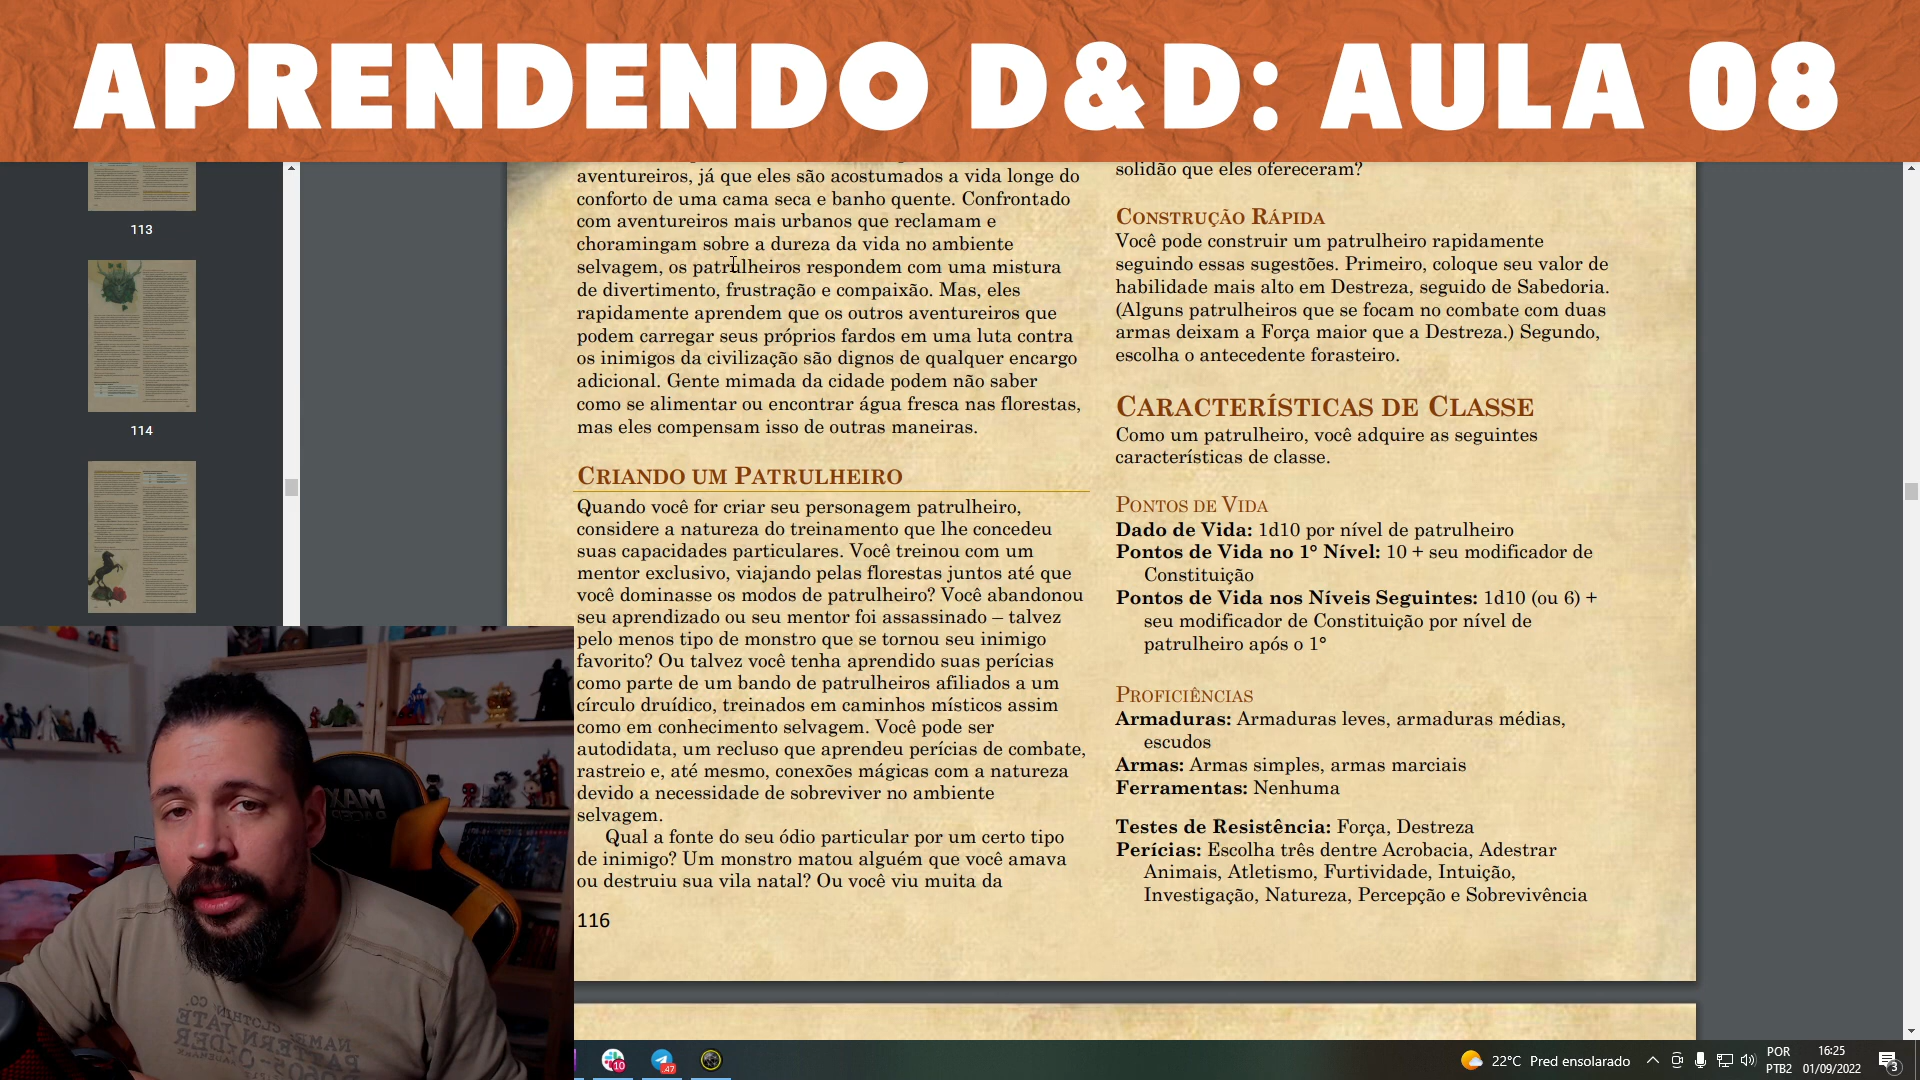 APRENDENDO D&D: AULA 08
113
114
aventureiros, já que eles são acostumados a vida longe do
conforto de uma cama seca e banho quente. Confrontado
com aventureiros mais urbanos que reclamam e
choramingam sobre a dureza da vida no ambiente
selvagem, os patrulheiros respondem com uma mistura
de divertimento, frustração e compaixão. Mas, eles
rapidamente aprendem que os outros aventureiros que
podem carregar seus próprios fardos em uma luta contra
os inimigos da civilização são dignos de qualquer encargo
adicional. Gente mimada da cidade podem não saber
como se alimentar ou encontrar água fresca nas florestas,
mas eles compensam isso de outras maneiras.
CRIANDO UM PATRULHEIRO
Quando você for criar seu personagem patrulheiro,
considere a natureza do treinamento que lhe concedeu
suas capacidades particulares. Você treinou com um
mentor exclusivo, viajando pelas florestas juntos até que
você dominasse os modos de patrulheiro? Você abandonou
seu aprendizado ou seu mentor foi assassinado – talvez
pelo menos tipo de monstro que se tornou seu inimigo
favorito? Ou talvez você tenha aprendido suas perícias
como parte de um bando de patrulheiros afiliados a um
círculo druídico, treinados em caminhos místicos assim
como em conhecimento selvagem. Você pode ser
autodidata, um recluso que aprendeu perícias de combate,
rastreio e, até mesmo, conexões mágicas com a natureza
devido a necessidade de sobreviver no ambiente
selvagem.
Qual a fonte do seu ódio particular por um certo tipo
de inimigo? Um monstro matou alguém que você amava
ou destruiu sua vila natal? Ou você viu muita da
116
solidão que eles ofereceram?
CONSTRUÇÃO RÁPIDA
Você pode construir um patrulheiro rapidamente
seguindo essas sugestões. Primeiro, coloque seu valor de
habilidade mais alto em Destreza, seguido de Sabedoria.
(Alguns patrulheiros que se focam no combate com duas
armas deixam a Força maior que a Destreza.) Segundo,
escolha o antecedente forasteiro.
CARACTERÍSTICAS DE CLASSE
Como um patrulheiro, você adquire as seguintes
características de classe.
PONTOS DE VIDA
Dado de Vida: 1d10 por nível de patrulheiro
Pontos de Vida no 1° Nível: 10 + seu modificador de
Constituição
Pontos de Vida nos Níveis Seguintes: 1d10 (ou 6) +
seu modificador de Constituição por nível de
patrulheiro após o 1°
PROFICIÊNCIAS
Armaduras: Armaduras leves, armaduras médias,
escudos
Armas: Armas simples, armas marciais
Ferramentas: Nenhuma
Testes de Resistência: Força, Destreza
Perícias: Escolha três dentre Acrobacia, Adestrar
Animais, Atletismo, Furtividade, Intuição,
Investigação, Natureza, Percepção e Sobrevivência
MAX
10
47
22°C Pred ensolarado
POR
PTB2
16:25
01/09/2022
3